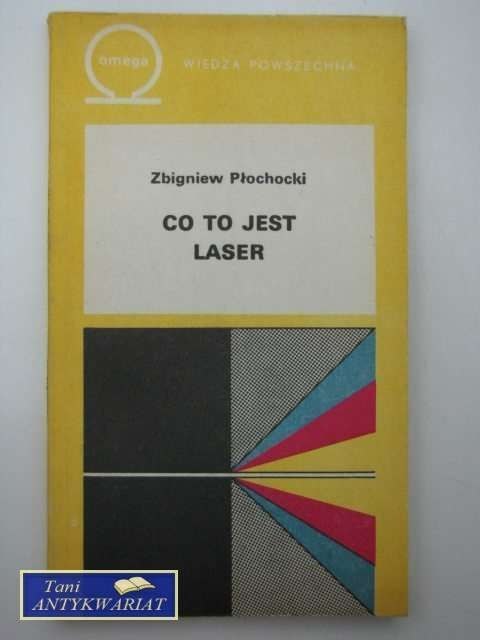 omega
WIEDZA POWSZECHNA
Zbigniew Płochocki
CO TO JEST
LASER
Tani
ANTYKWARIAT